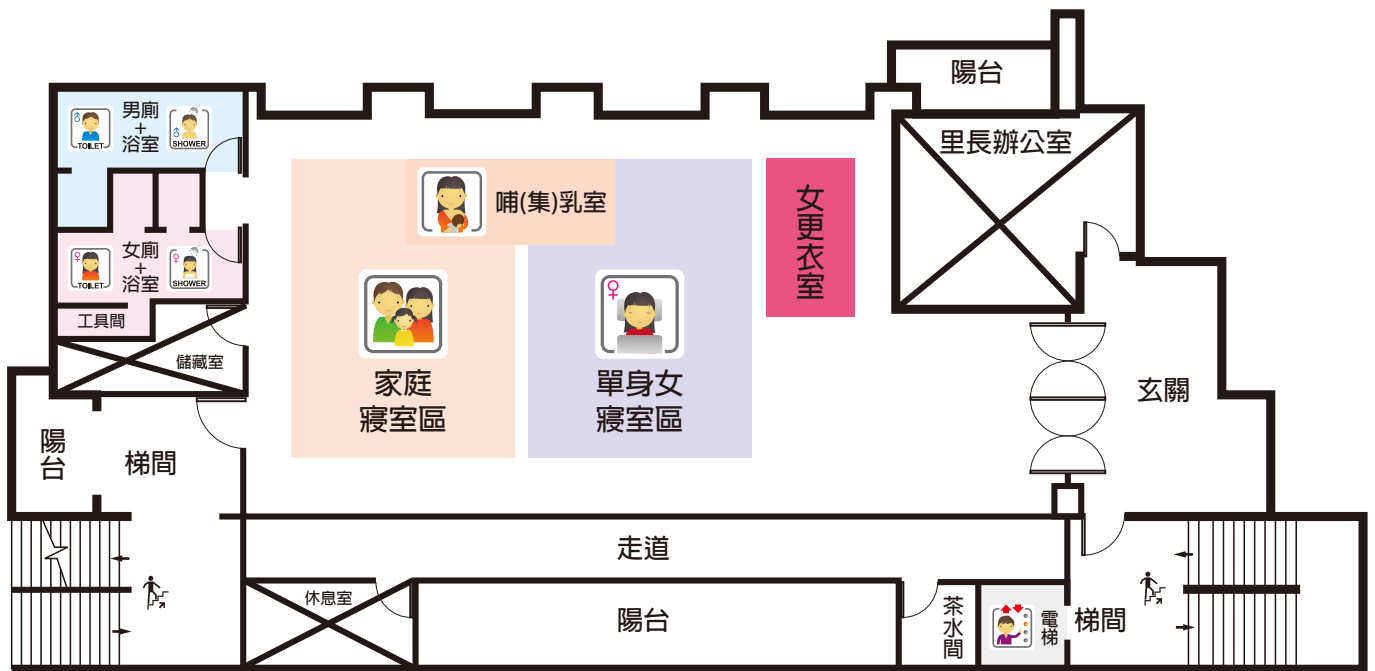 陽台
里長辦公室
男廁
+
浴室
TOILET
SHOWER
哺(集)乳室
女更衣室
女廁
+
浴室
TOILET
SHOWER
工具間
儲藏室
家庭
寢室區
單身女
寢室區
玄關
陽台
梯間
走道
休息室
陽台
茶水間
電梯
梯間